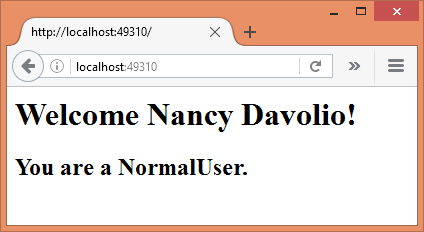 http://localhost:49310/
localhost:49310
Welcome Nancy Davolio!
You are a NormalUser.